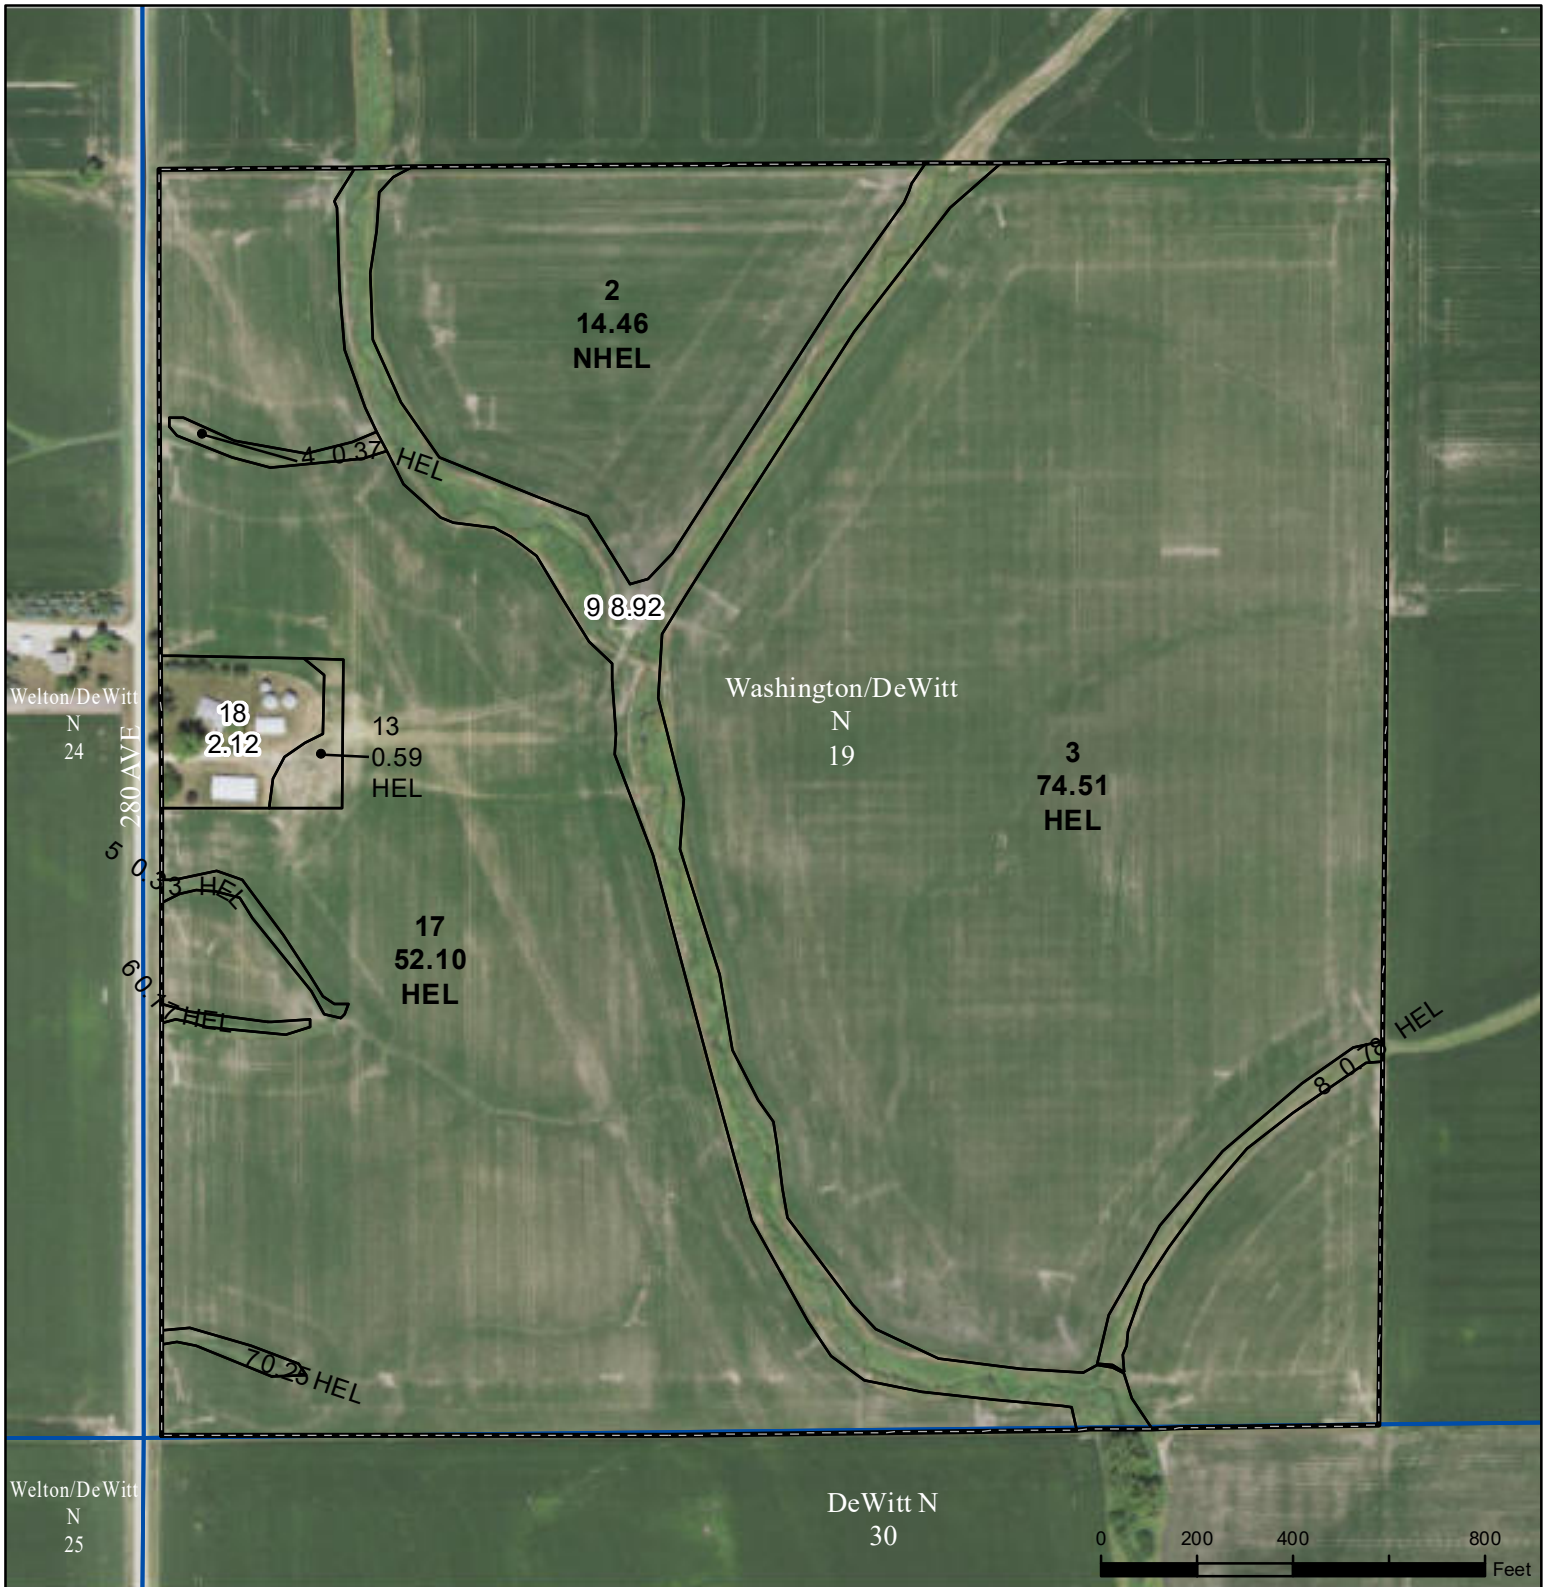 2
14.46
NHEL
4 0.37 HEL
9 8.92
Welton/DeWitt
N
24
280 AVE
18
2.12
13
0.59
HEL
Washington/DeWitt
N
19
3
74.51
HEL
5 0.33 HEL
17
52.10
HEL
6 0.17 HEL
8 0.78 HEL
7 0.25 HEL
Welton/DeWitt
N
25
DeWitt N
30
0 200 400 800
Feet